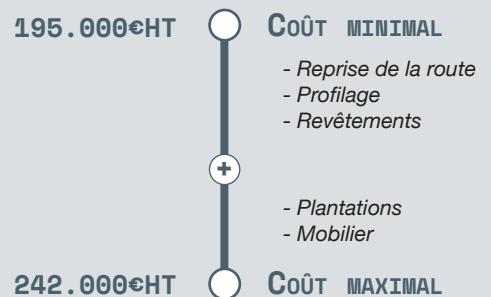 195.000€HT COÛT MINIMAL
- Reprise de la route
- Profilage
- Revêtements
+
- Plantations
- Mobilier
242.000€HT COÛT MAXIMAL